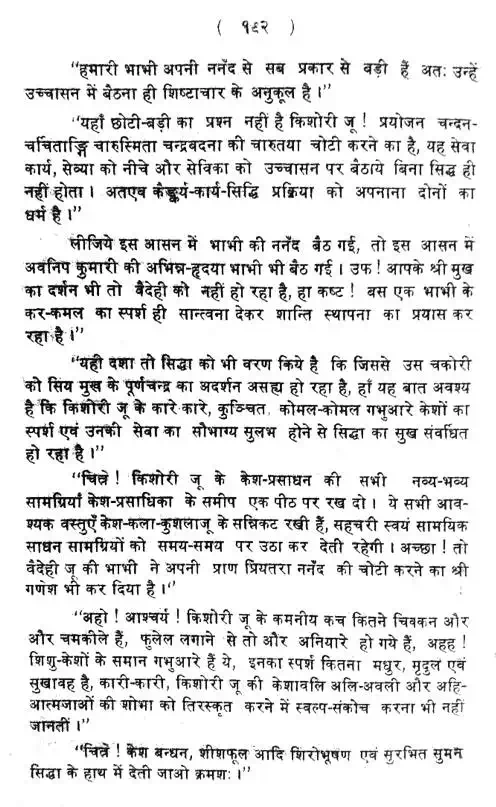 ( १९२ )
“हमारी भाभी अपनी ननँद से सब प्रकार से बड़ी हैं अतः उन्हें
उच्चासन में बैठना ही शिष्टाचार के अनुकूल है।”
“यहाँ छोटी-बड़ी का प्रश्न नहीं है किशोरी जू ! प्रयोजन चन्दन-
चर्चिताङ्गि चारुस्मिता चन्द्रवदना की चारुतया चोटी करने का है, यह सेवा
कार्य, सेव्या को नीचे और सेविका को उच्चासन पर बैठाये बिना सिद्ध ही
नहीं होता। अतएव कैङ्कर्य-कार्य-सिद्धि प्रक्रिया को अपनाना दोनों का
धर्म है।”
लीजिये इस आसन में भाभी की ननँद बैठ गई, तो इस आसन में
अवनिप कुमारी की अभिन्न-हृदया भाभी भी बैठ गई। उफ ! आपके श्री मुख
का दर्शन भी तो वैदेही को नहीं हो रहा है, हा कष्ट ! बस एक भाभी के
कर-कमल का स्पर्श ही सान्त्वना देकर शान्ति स्थापना का प्रयास कर
रहा है।”
“यही दशा तो सिद्धा को भी वरण किये है कि जिससे उस चकोरी
को सिय मुख के पूर्णचन्द्र का अदर्शन असह्य हो रहा है, हाँ यह बात अवश्य
है कि किशोरी जू के कारे कारे, कुञ्चित, कोमल-कोमल गभुआरे केशों का
स्पर्श एवं उनकी सेवा का सौभाग्य सुलभ होने से सिद्धा का सुख संवर्धित
हो रहा है।”
“चित्रे ! किशोरी जू के केश-प्रसाधन की सभी नव्य-भव्य
सामग्रियाँ केश-प्रसाधिका के समीप एक पीठ पर रख दो। ये सभी आव-
श्यक वस्तुएँ केश-कला-कुशलाजू के सन्निकट रखी हैं, सहचरी स्वयं सामयिक
साधन सामग्रियों को समय-समय पर उठा कर देती रहेगी। अच्छा ! तो
वैदेही जू की भाभी ने अपनी प्राण प्रियतरा ननँद की चोटी करने का श्री
गणेश भी कर दिया है।”
“अहो ! आश्चर्य ! किशोरी जू के कमनीय कच कितने चिक्कन और
और चमकीले हैं, फुलेल लगाने से तो और अनियारे हो गये हैं, अहह !
शिशु-केशों के समान गभुआरे हैं ये, इनका स्पर्श कितना मधुर, मृदुल एवं
सुखावह है, कारी-कारी, किशोरी जू की केशावलि अलि-अवली और अहि-
आत्मजाओं की शोभा को तिरस्कृत करने में स्वल्प-संकोच करना भी नहीं
जानतीं।”
“चित्रे ! केश बन्धन, शीशफूल आदि शिरोभूषण एवं सुरभित सुमन
सिद्धा के हाथ में देती जाओ क्रमशः।”